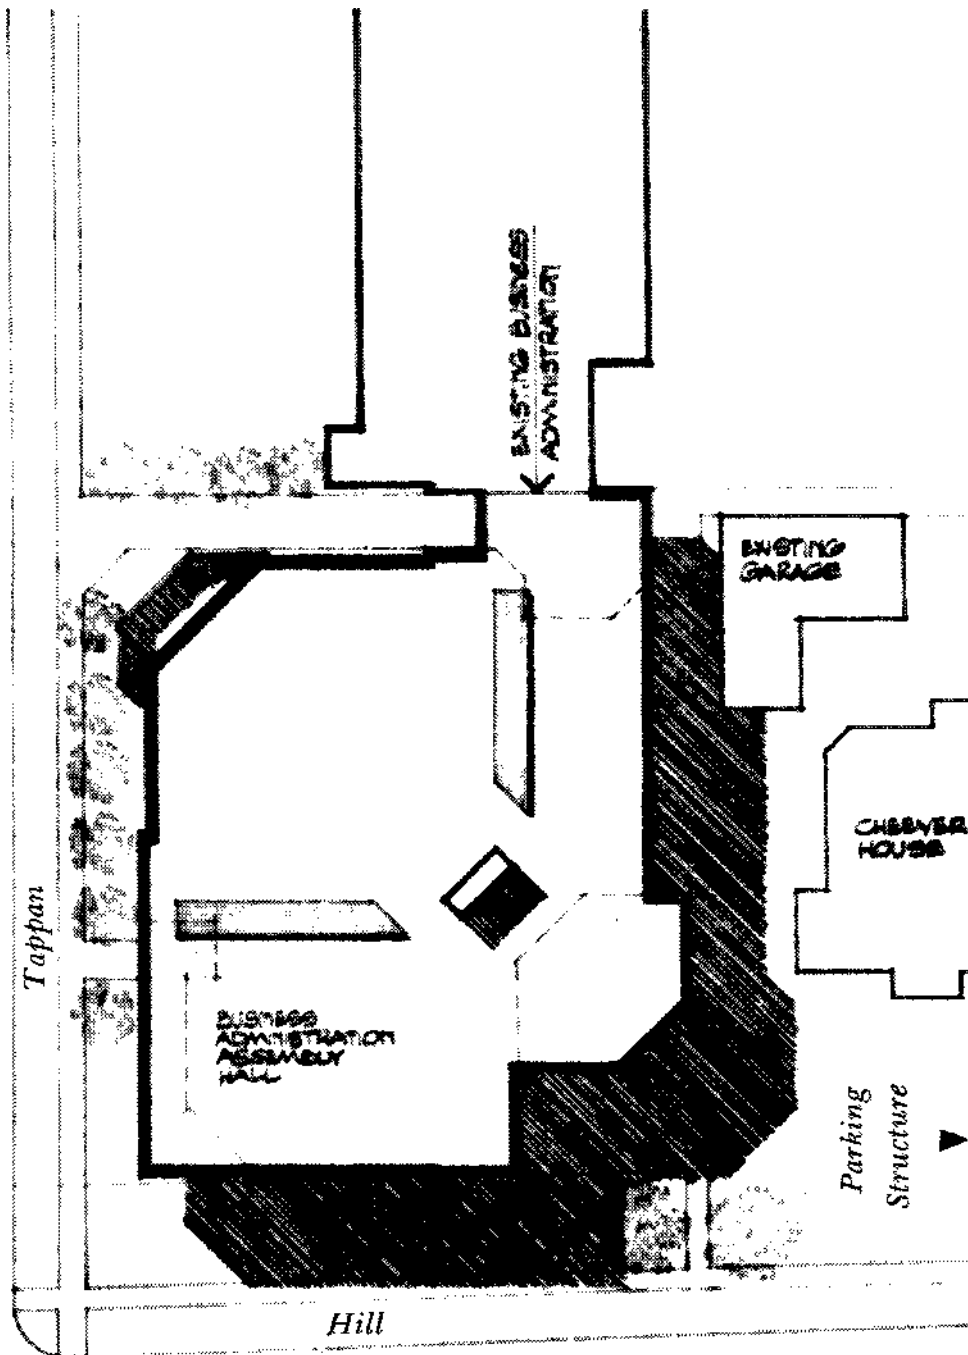 EXISTING BUSINESS
ADMINISTRATION
EXISTING
GARAGE
CHEEVER
HOUSE
Tappan
BUSINESS
ADMINISTRATION
ASSEMBLY
HALL
Parking
Structure
Hill